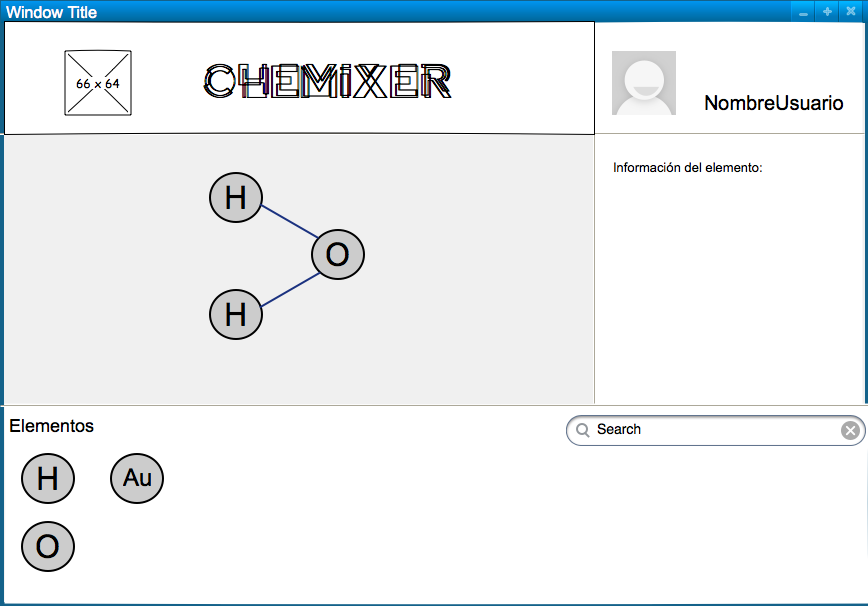 Window Title
66 x 64
CHEMiXER
NombreUsuario
Información del elemento:
H
O
H
Elementos
Search
H
Au
O